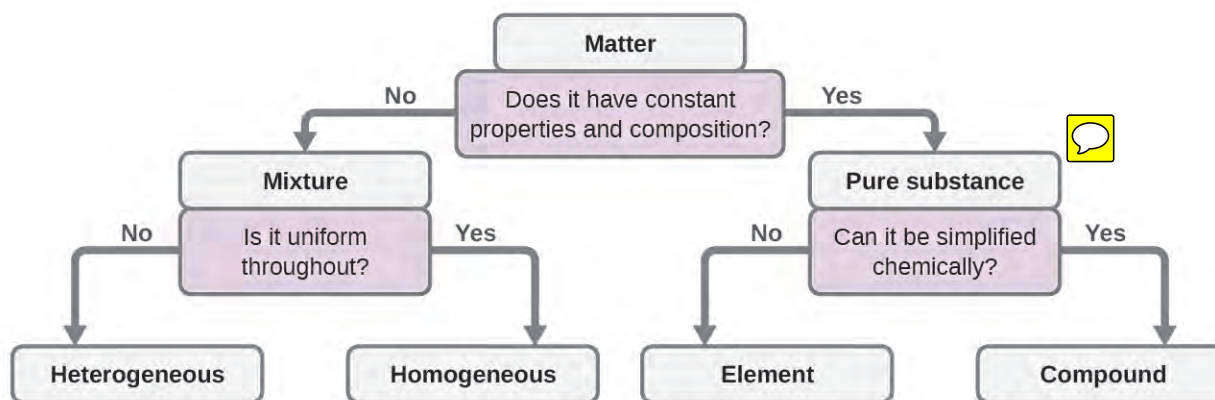 Matter
No
Does it have constant
properties and composition?
Yes
Mixture
Pure substance
No
Is it uniform
throughout?
Yes
No
Can it be simplified
chemically?
Yes
Heterogeneous
Homogeneous
Element
Compound